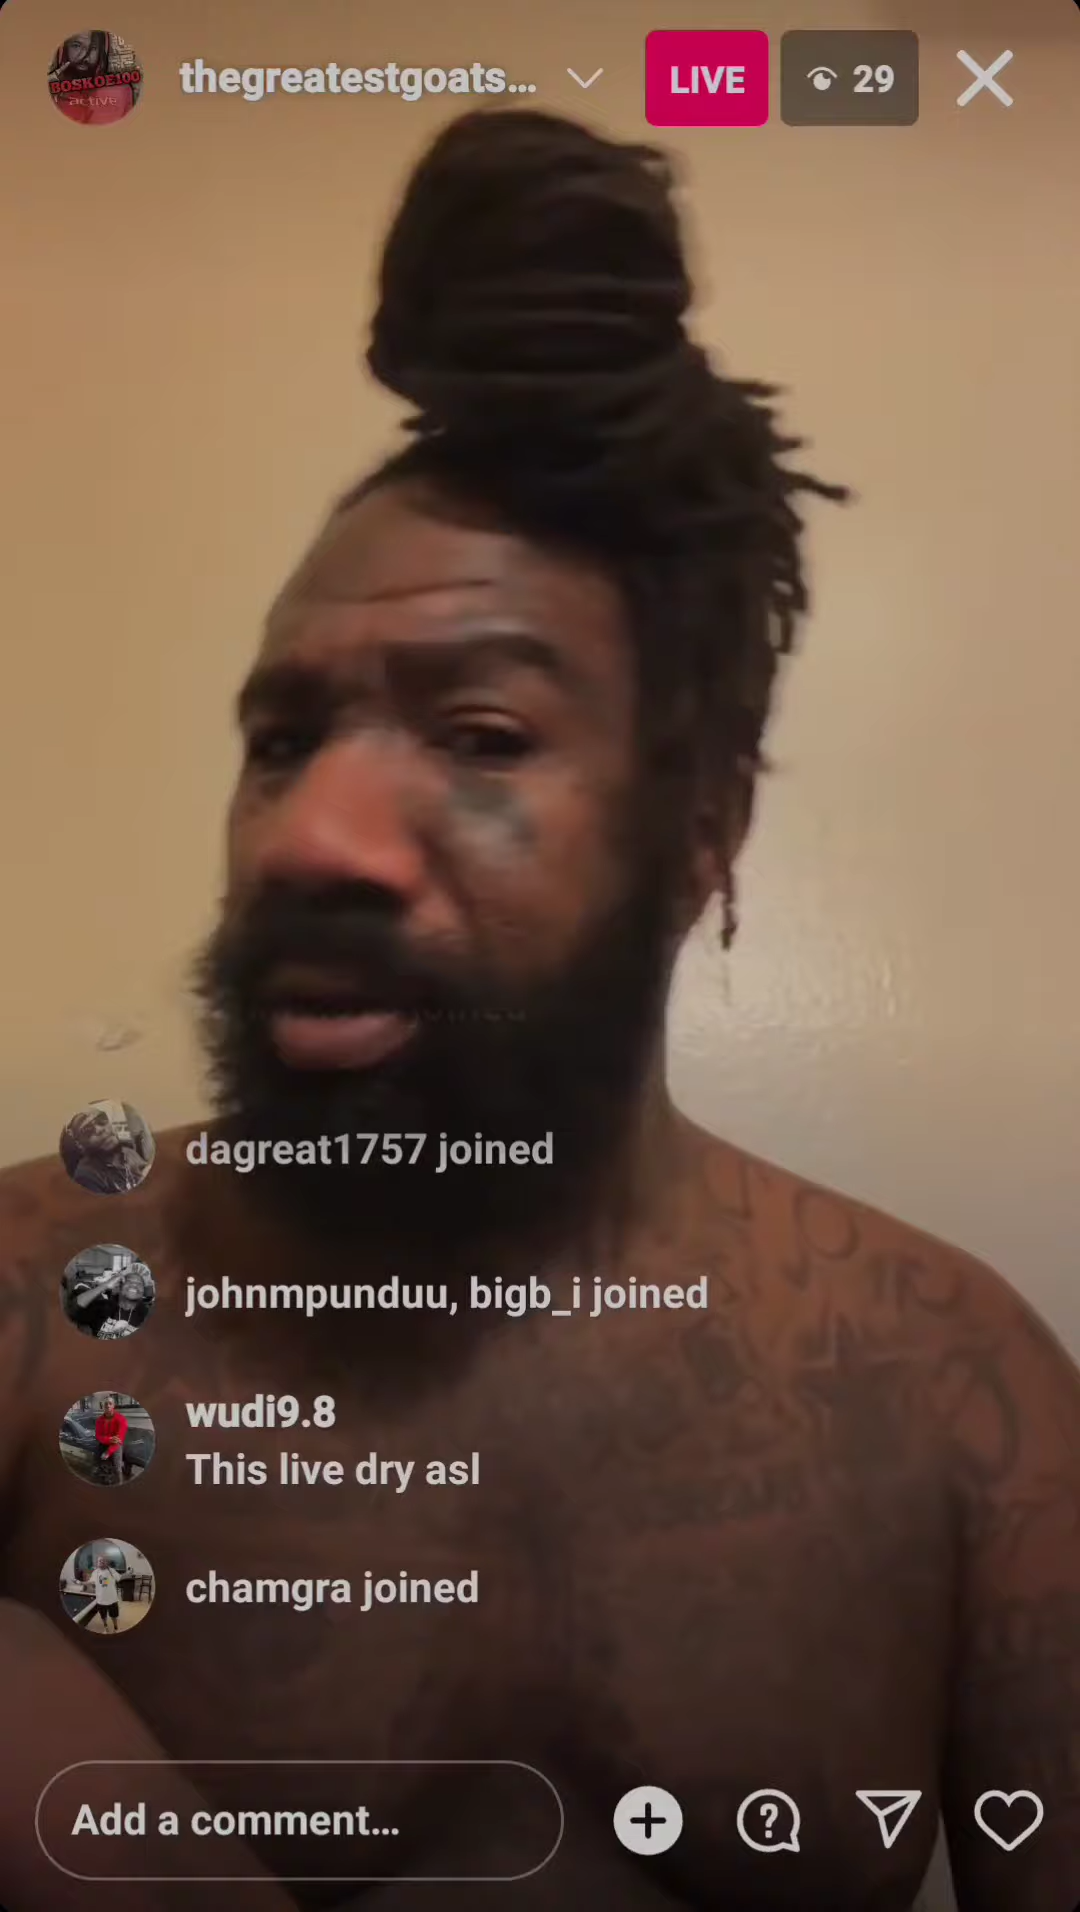 BOSKOE100
active
thegreatestgoats...
LIVE
29
dagreat1757 joined
johnmpunduu, bigb_i joined
wudi9.8
This live dry asl
chamgra joined
Add a comment...